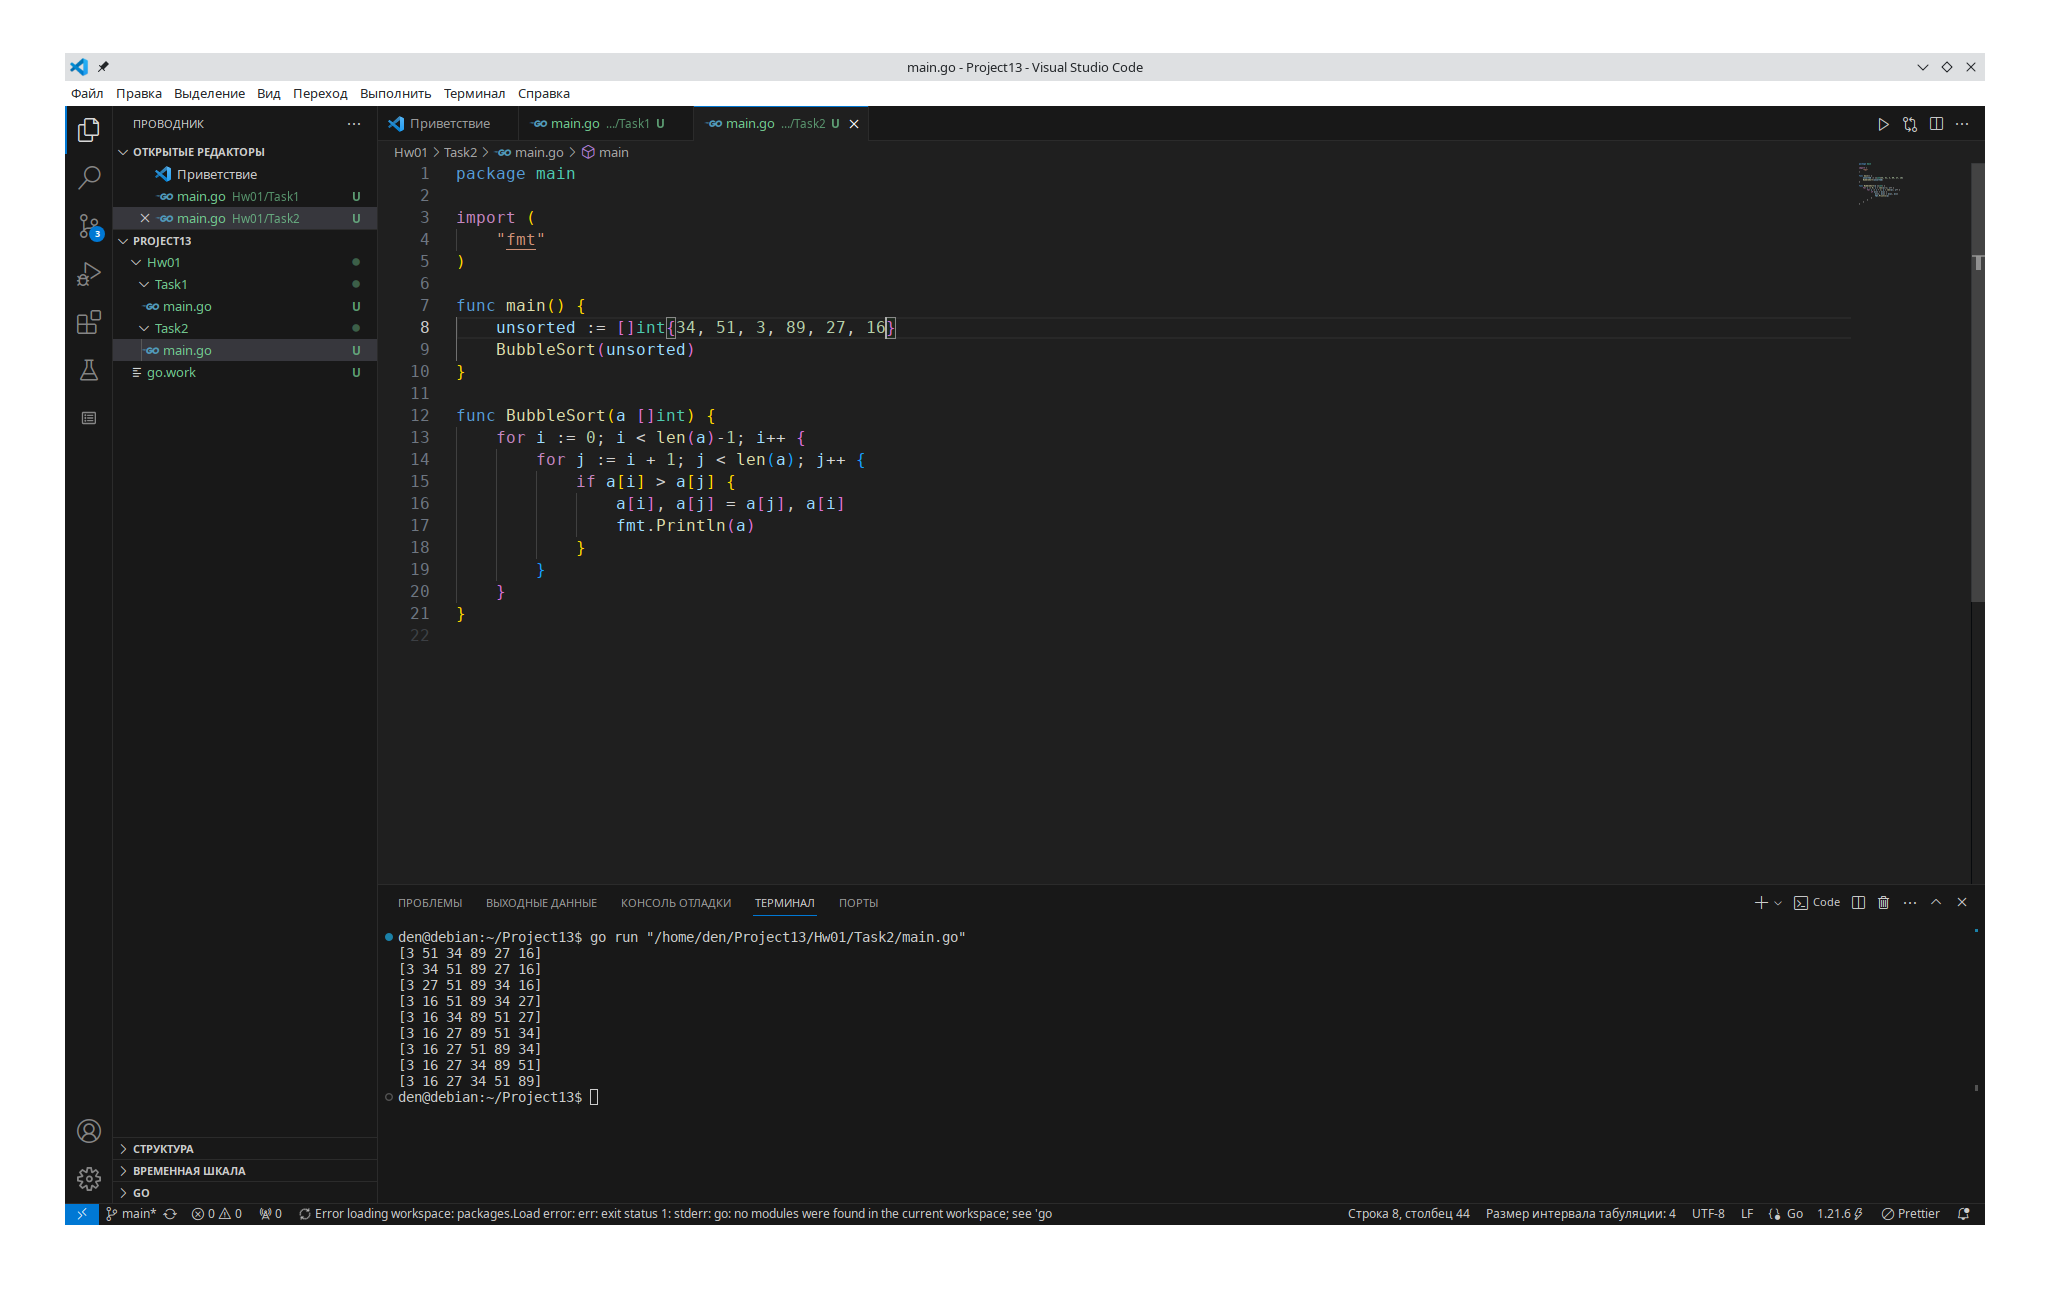 main.go - Project13 - Visual Studio Code
Файл Правка Выделение Вид Переход Выполнить Терминал Справка
ПРОВОДНИК
ОТКРЫТЫЕ РЕДАКТОРЫ
Приветствие
main.go Hw01/Task1 U
main.go Hw01/Task2 U
PROJECT13
Hw01
Task1
main.go U
Task2
main.go U
go.work U
СТРУКТУРА
ВРЕМЕННАЯ ШКАЛА
GO
3
Приветствие main.go .../Task1 U main.go .../Task2 U
Hw01 > Task2 > main.go > main
1 package main
2
3 import (
4 "fmt"
5 )
6
7 func main() {
8 unsorted := []int{34, 51, 3, 89, 27, 16}
9 BubbleSort(unsorted)
10 }
11
12 func BubbleSort(a []int) {
13 for i := 0; i < len(a)-1; i++ {
14 for j := i + 1; j < len(a); j++ {
15 if a[i] > a[j] {
16 a[i], a[j] = a[j], a[i]
17 fmt.Println(a)
18 }
19 }
20 }
21 }
22
ПРОБЛЕМЫ ВЫХОДНЫЕ ДАННЫЕ КОНСОЛЬ ОТЛАДКИ ТЕРМИНАЛ ПОРТЫ
Code
den@debian:~/Project13$ go run "/home/den/Project13/Hw01/Task2/main.go"
[3 51 34 89 27 16]
[3 34 51 89 27 16]
[3 27 51 89 34 16]
[3 16 51 89 34 27]
[3 16 34 89 51 27]
[3 16 27 89 51 34]
[3 16 27 51 89 34]
[3 16 27 34 89 51]
[3 16 27 34 51 89]
den@debian:~/Project13$
main* 0 0 0 Error loading workspace: packages.Load error: err: exit status 1: stderr: go: no modules were found in the current workspace; see 'go
Строка 8, столбец 44 Размер интервала табуляции: 4 UTF-8 LF Go 1.21.6 Prettier